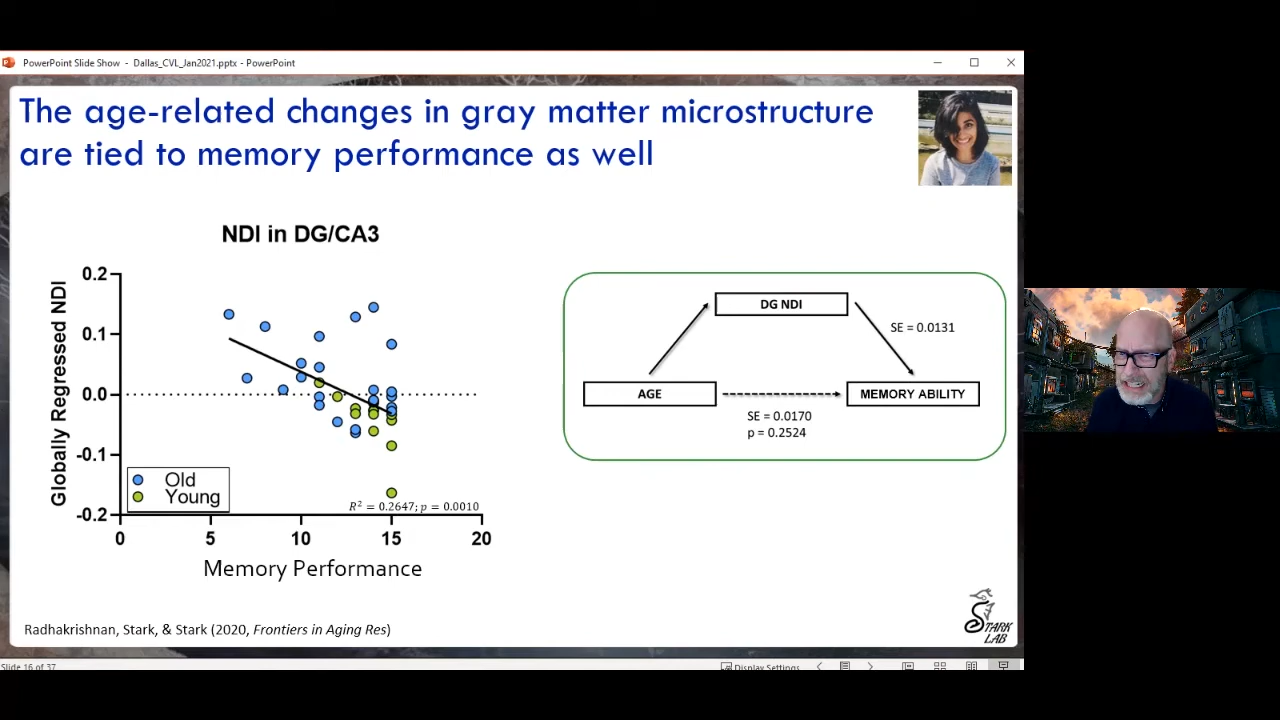 PowerPoint Slide Show - Dallas_CVL_Jan2021.pptx - PowerPoint
The age-related changes in gray matter microstructure
are tied to memory performance as well
NDI in DG/CA3
Globally Regressed NDI
0.2
0.1
0.0
-0.1
-0.2
Old
Young
R² = 0.2647; p = 0.0010
0 5 10 15 20
Memory Performance
DG NDI
SE = 0.0131
AGE
MEMORY ABILITY
SE = 0.0170
p = 0.2524
Radhakrishnan, Stark, & Stark (2020, Frontiers in Aging Res)
STARK
LAB
Slide 16 of 37
Display Settings